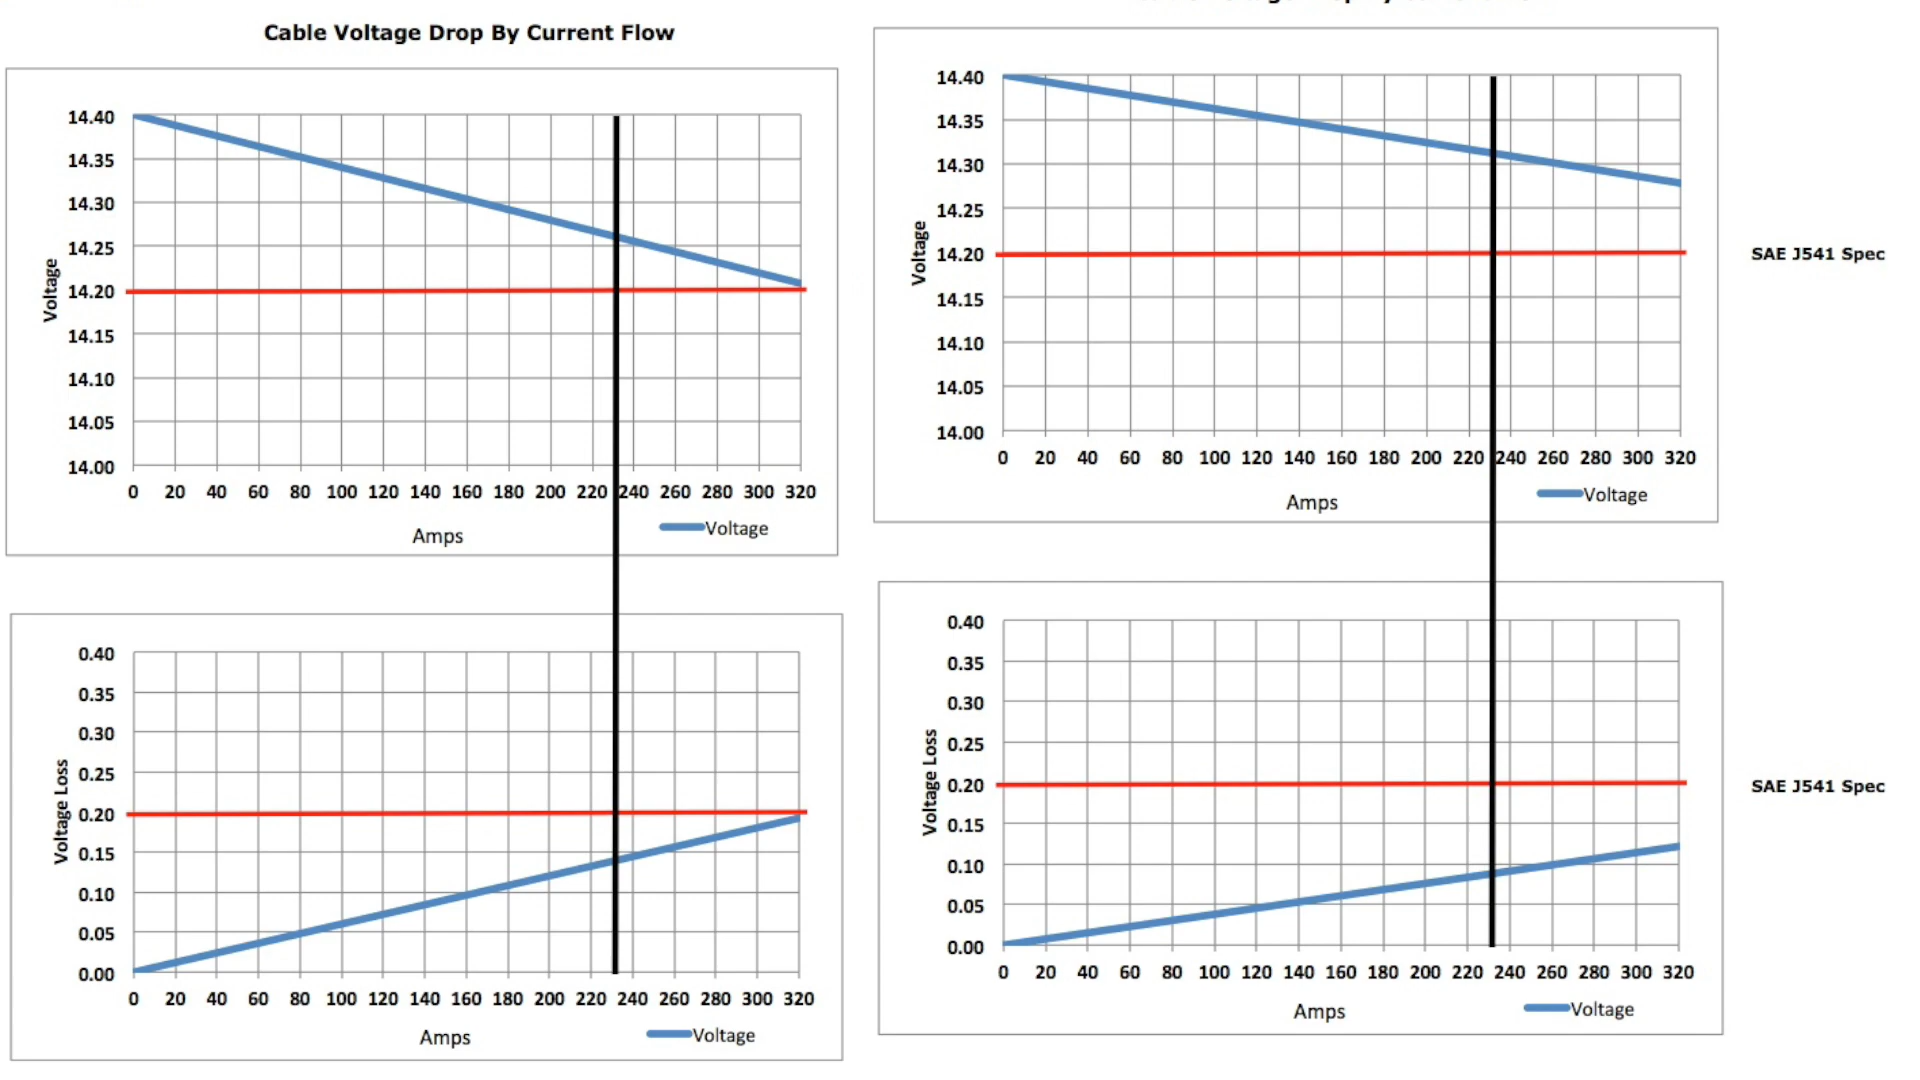 Cable Voltage Drop By Current Flow
14.40
14.35
14.30
14.25
14.20
14.15
14.10
14.05
14.00
Voltage
0 20 40 60 80 100 120 140 160 180 200 220 240 260 280 300 320
Amps
Voltage
14.40
14.35
14.30
14.25
14.20
14.15
14.10
14.05
14.00
Voltage
0 20 40 60 80 100 120 140 160 180 200 220 240 260 280 300 320
Amps
Voltage
SAE J541 Spec
0.40
0.35
0.30
0.25
0.20
0.15
0.10
0.05
0.00
Voltage Loss
0 20 40 60 80 100 120 140 160 180 200 220 240 260 280 300 320
Amps
Voltage
0.40
0.35
0.30
0.25
0.20
0.15
0.10
0.05
0.00
Voltage Loss
0 20 40 60 80 100 120 140 160 180 200 220 240 260 280 300 320
Amps
Voltage
SAE J541 Spec